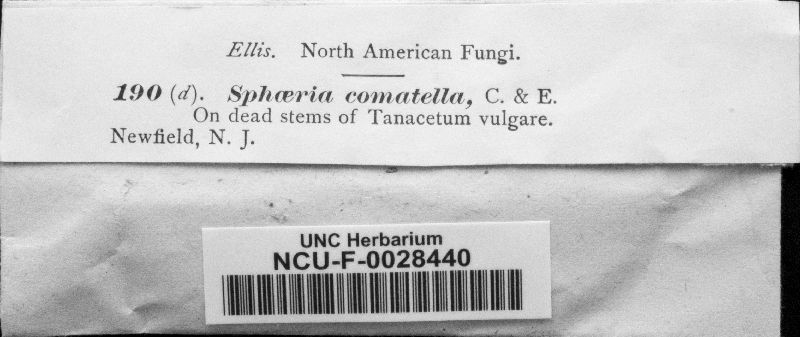 Ellis. North American Fungi.
190 (d). Sphæria comatella, C. & E.
On dead stems of Tanacetum vulgare.
Newfield, N. J.
UNC Herbarium
NCU-F-0028440